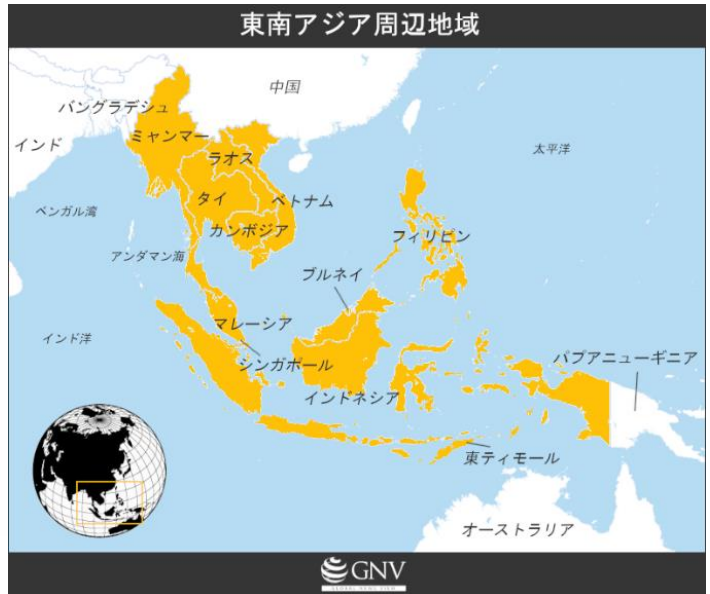 東南アジア周辺地域
中国
バングラデシュ
インド
ミャンマー
ラオス
太平洋
タイ
ベトナム
ベンガル湾
カンボジア
フィリピン
アンダマン海
ブルネイ
マレーシア
インド洋
シンガポール
パプアニューギニア
インドネシア
東ティモール
オーストラリア
GNV
GLOBAL NEWS VIEW